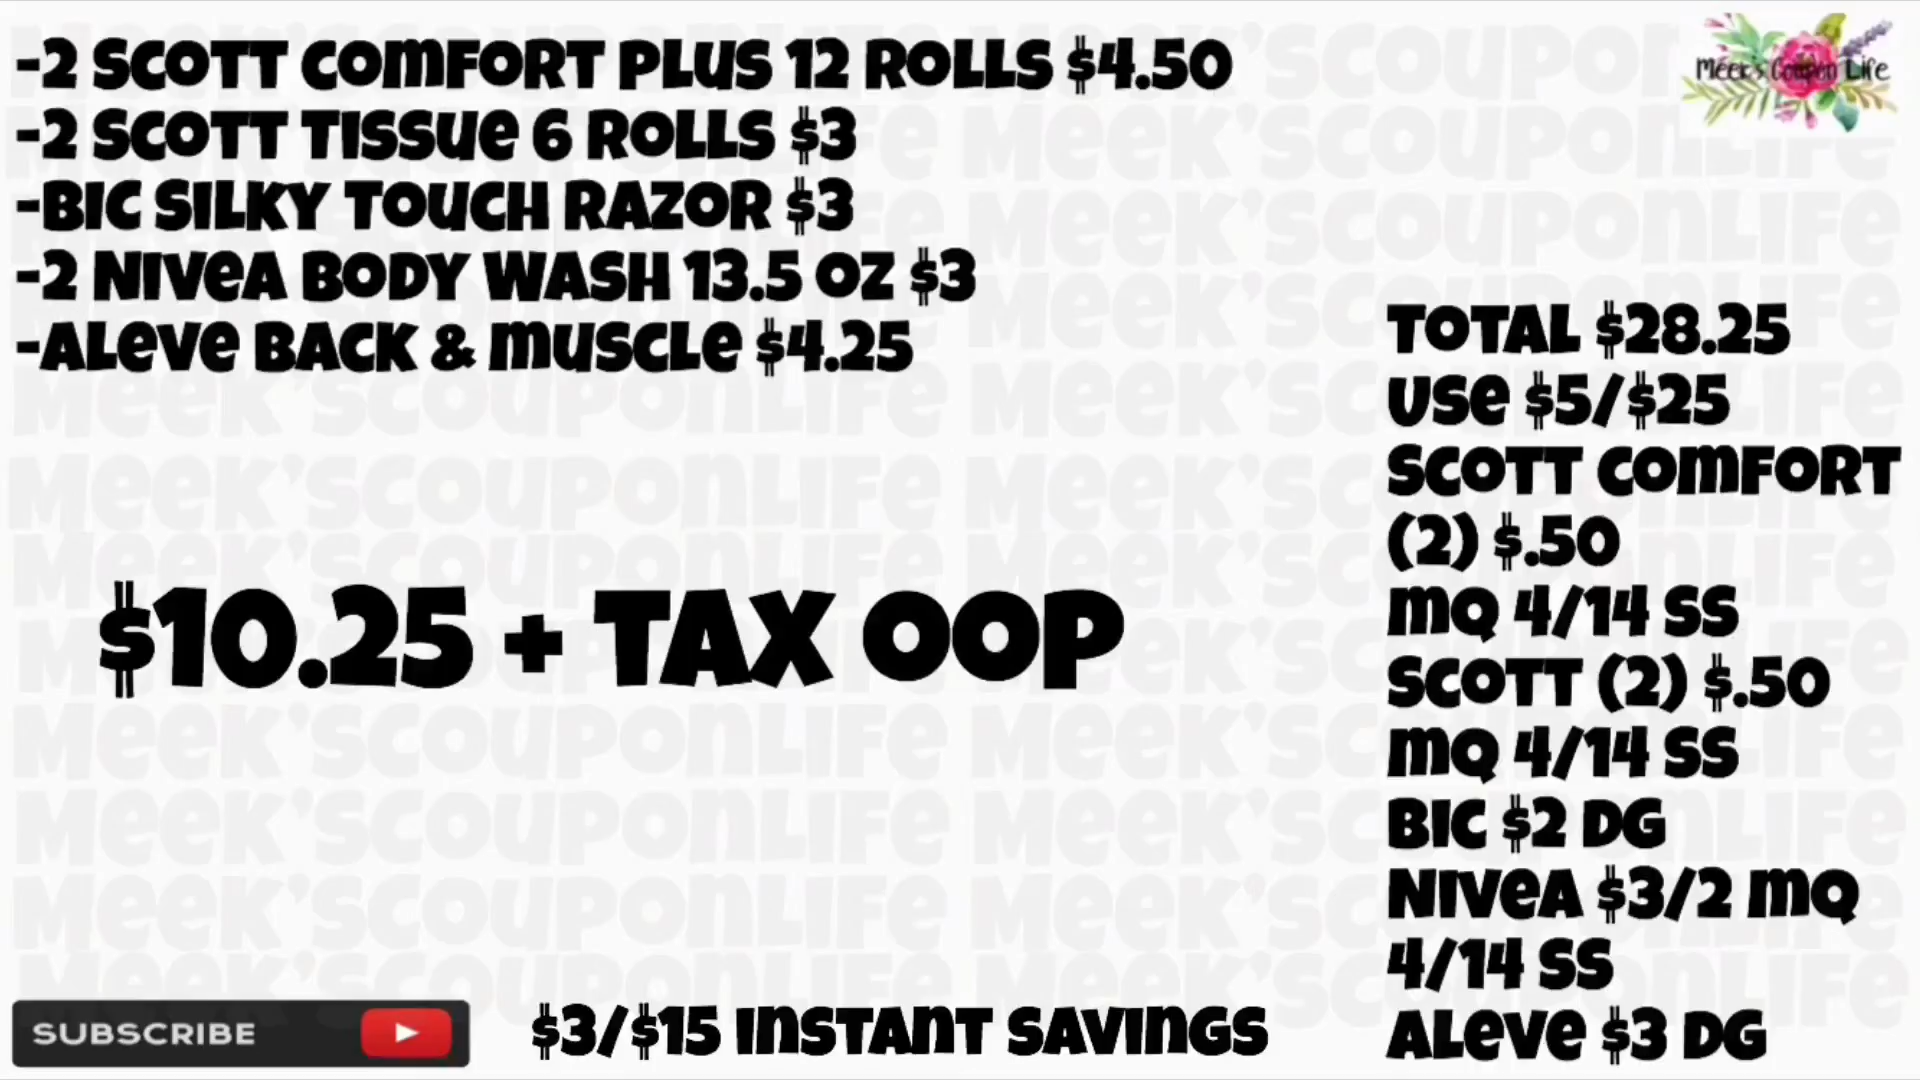 -2 Scott Comfort Plus 12 Rolls $4.50
-2 Scott Tissue 6 Rolls $3
-Bic Silky Touch Razor $3
-2 Nivea Body Wash 13.5 oz $3
-Aleve Back & Muscle $4.25
Meek's Coupon Life
$10.25 + Tax OOP
Total $28.25
Use $5/$25
Scott Comfort
(2) $.50
MQ 4/14 SS
Scott (2) $.50
MQ 4/14 SS
Bic $2 DG
Nivea $3/2 MQ
4/14 SS
Aleve $3 DG
SUBSCRIBE
$3/$15 Instant Savings